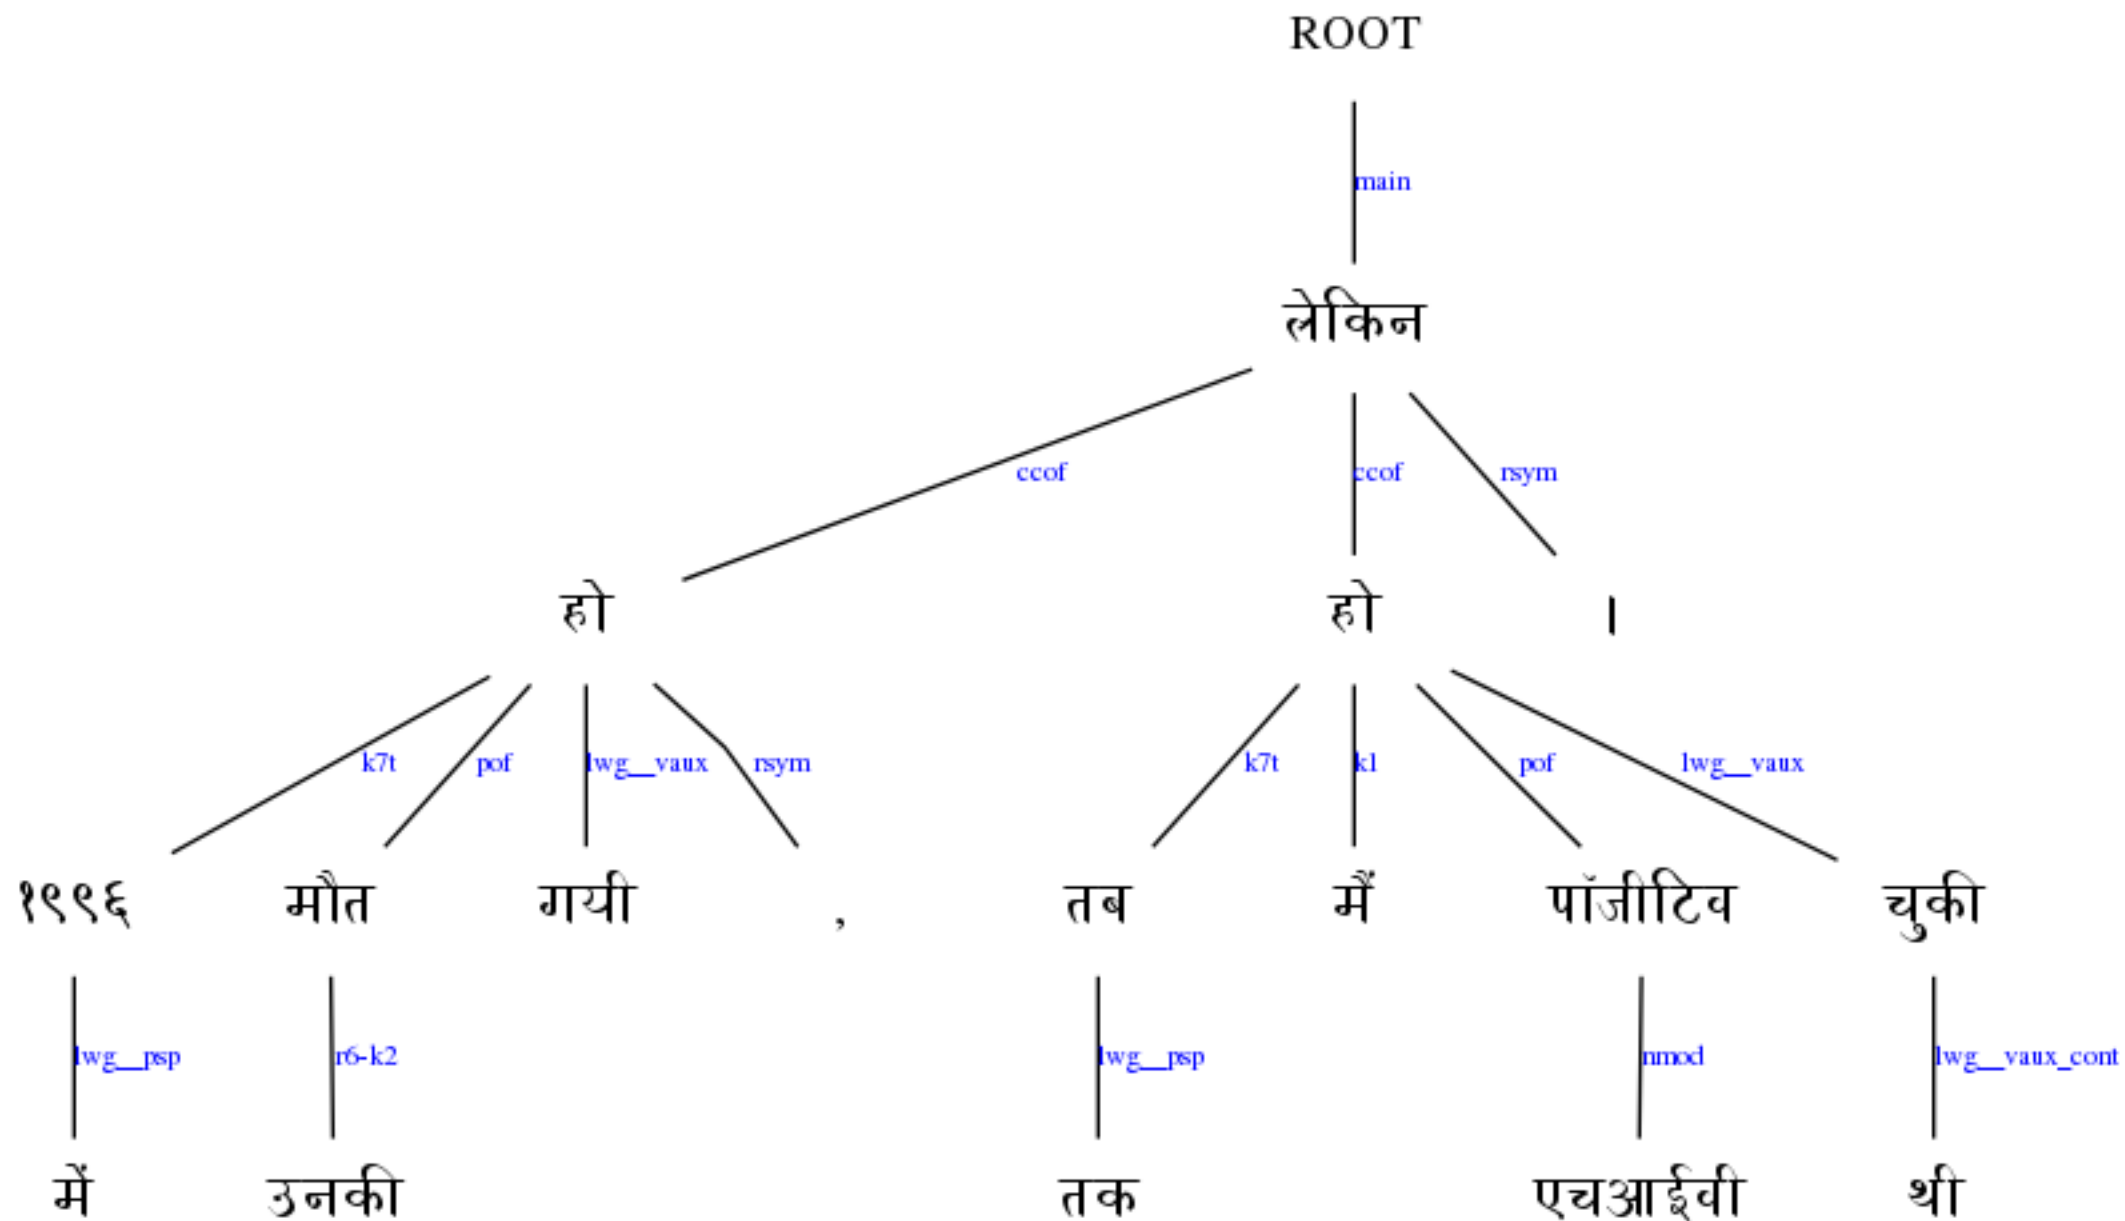 ROOT
main
लेकिन
ccof ccof rsym
हो हो ।
k7t pof lwg__vaux rsym k7t k1 pof lwg__vaux
१९९६ मौत गयी , तब मैं पॉजीटिव चुकी
lwg__psp r6-k2 lwg__psp nmod lwg__vaux_cont
में उनकी तक एचआईवी थी